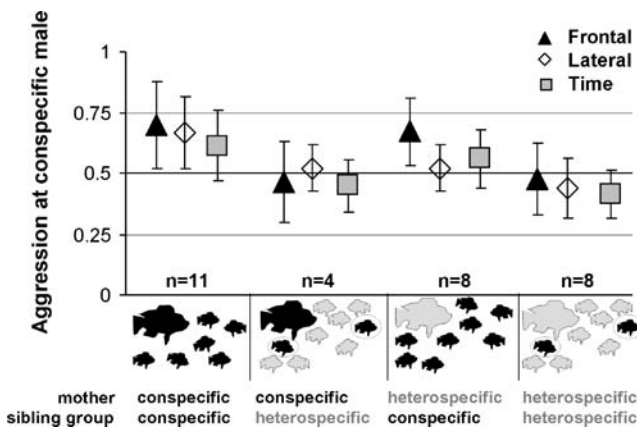 Aggression at conspecific male
1
0.75
0.5
0.25
0
Frontal
Lateral
Time
n=11 n=4 n=8 n=8
mother conspecific conspecific heterospecific heterospecific
sibling group conspecific heterospecific conspecific heterospecific